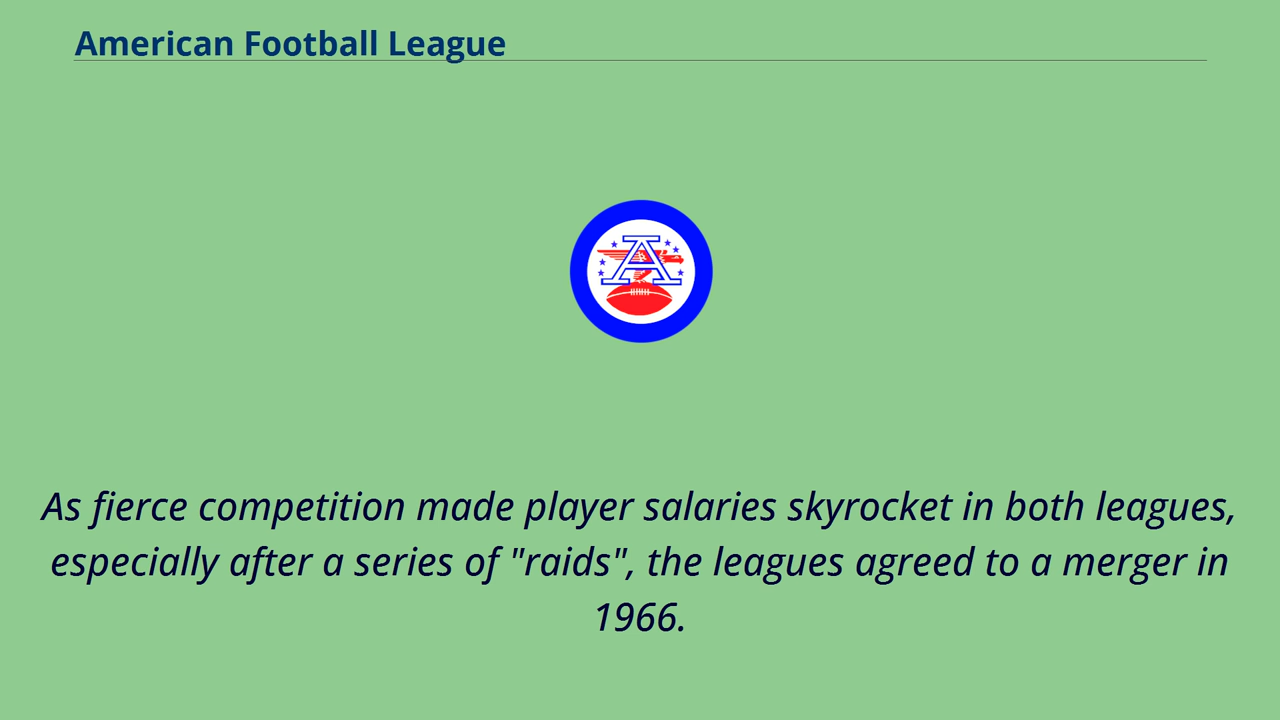 American Football League
A
As fierce competition made player salaries skyrocket in both leagues,
especially after a series of "raids", the leagues agreed to a merger in
1966.